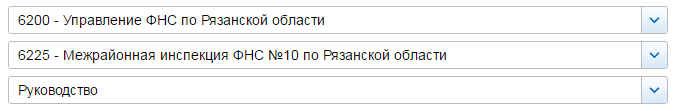 6200 - Управление ФНС по Рязанской области
6225 - Межрайонная инспекция ФНС №10 по Рязанской области
Руководство